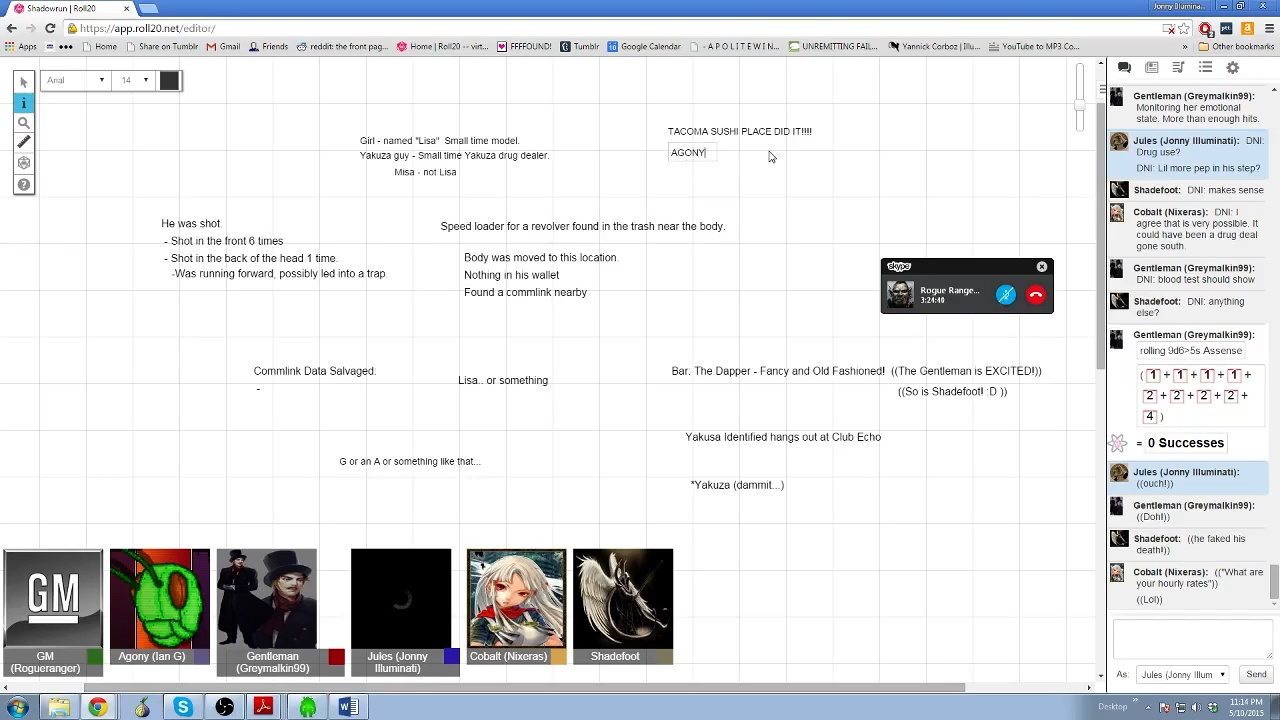 Shadowrun | Roll20
Jonny.Illumina...
https://app.roll20.net/editor/
Apps
Home
Share on Tumblr
Gmail
Friends
reddit: the front pag...
Home | Roll20 -- virt...
FFFFOUND!
Tumblr
Google Calendar
- A P O L I T E W I N...
UNREMITTING FAIL...
Yannick Corboz | Illu...
YouTube to MP3 Co...
»
Other bookmarks
Arial
14
TACOMA SUSHI PLACE DID IT!!!!
AGONY
Girl - named "Lisa" Small time model.
Yakuza guy - Small time Yakuza drug dealer.
Misa - not Lisa
He was shot.
- Shot in the front 6 times
- Shot in the back of the head 1 time.
-Was running forward, possibly led into a trap.
Speed loader for a revolver found in the trash near the body.
Body was moved to this location.
Nothing in his wallet
Found a commlink nearby
skype
Rogue Range...
3:24:40
Commlink Data Salvaged:
-
Lisa.. or something
Bar: The Dapper - Fancy and Old Fashioned! ((The Gentleman is EXCITED!))
((So is Shadefoot! :D ))
Yakusa Identified hangs out at Club Echo
G or an A or something like that...
*Yakuza (dammit...)
GM
GM
(Rogueranger)
Agony (Ian G)
Gentleman
(Greymalkin99)
Jules (Jonny
Illuminati)
Cobalt (Nixeras)
Shadefoot
Gentleman (Greymalkin99):
Monitoring her emotional
state. More than enough hits.
Jules (Jonny Illuminati): DNI:
Drug use?
DNI: Lil more pep in his step?
Shadefoot: DNI: makes sense
Cobalt (Nixeras): DNI: I
agree that is very possible. It
could have been a drug deal
gone south.
Gentleman (Greymalkin99):
DNI: blood test should show
Shadefoot: DNI: anything
else?
Gentleman (Greymalkin99):
rolling 9d6>5s Assense
( 1 + 1 + 1 + 1 +
2 + 2 + 2 + 2 +
4 )
= 0 Successes
Jules (Jonny Illuminati):
((ouch!))
Gentleman (Greymalkin99):
((Doh!))
Shadefoot: ((he faked his
death!))
Cobalt (Nixeras): (("What are
your hourly rates"))
((Lol))
As:
Jules (Jonny Illum
Send
Desktop
»
11:14 PM
5/10/2015